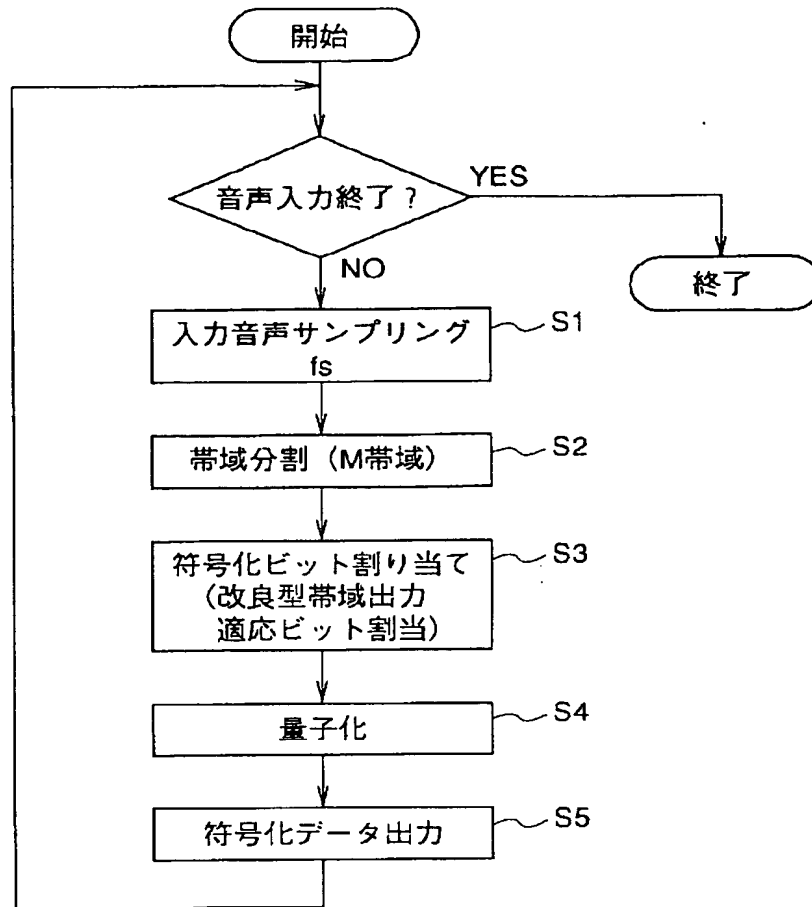 開始
音声入力終了?
YES
NO
終了
入力音声サンプリング
fs
S1
帯域分割(M帯域)
S2
符号化ビット割り当て
(改良型帯域出力
適応ビット割当)
S3
量子化
S4
符号化データ出力
S5